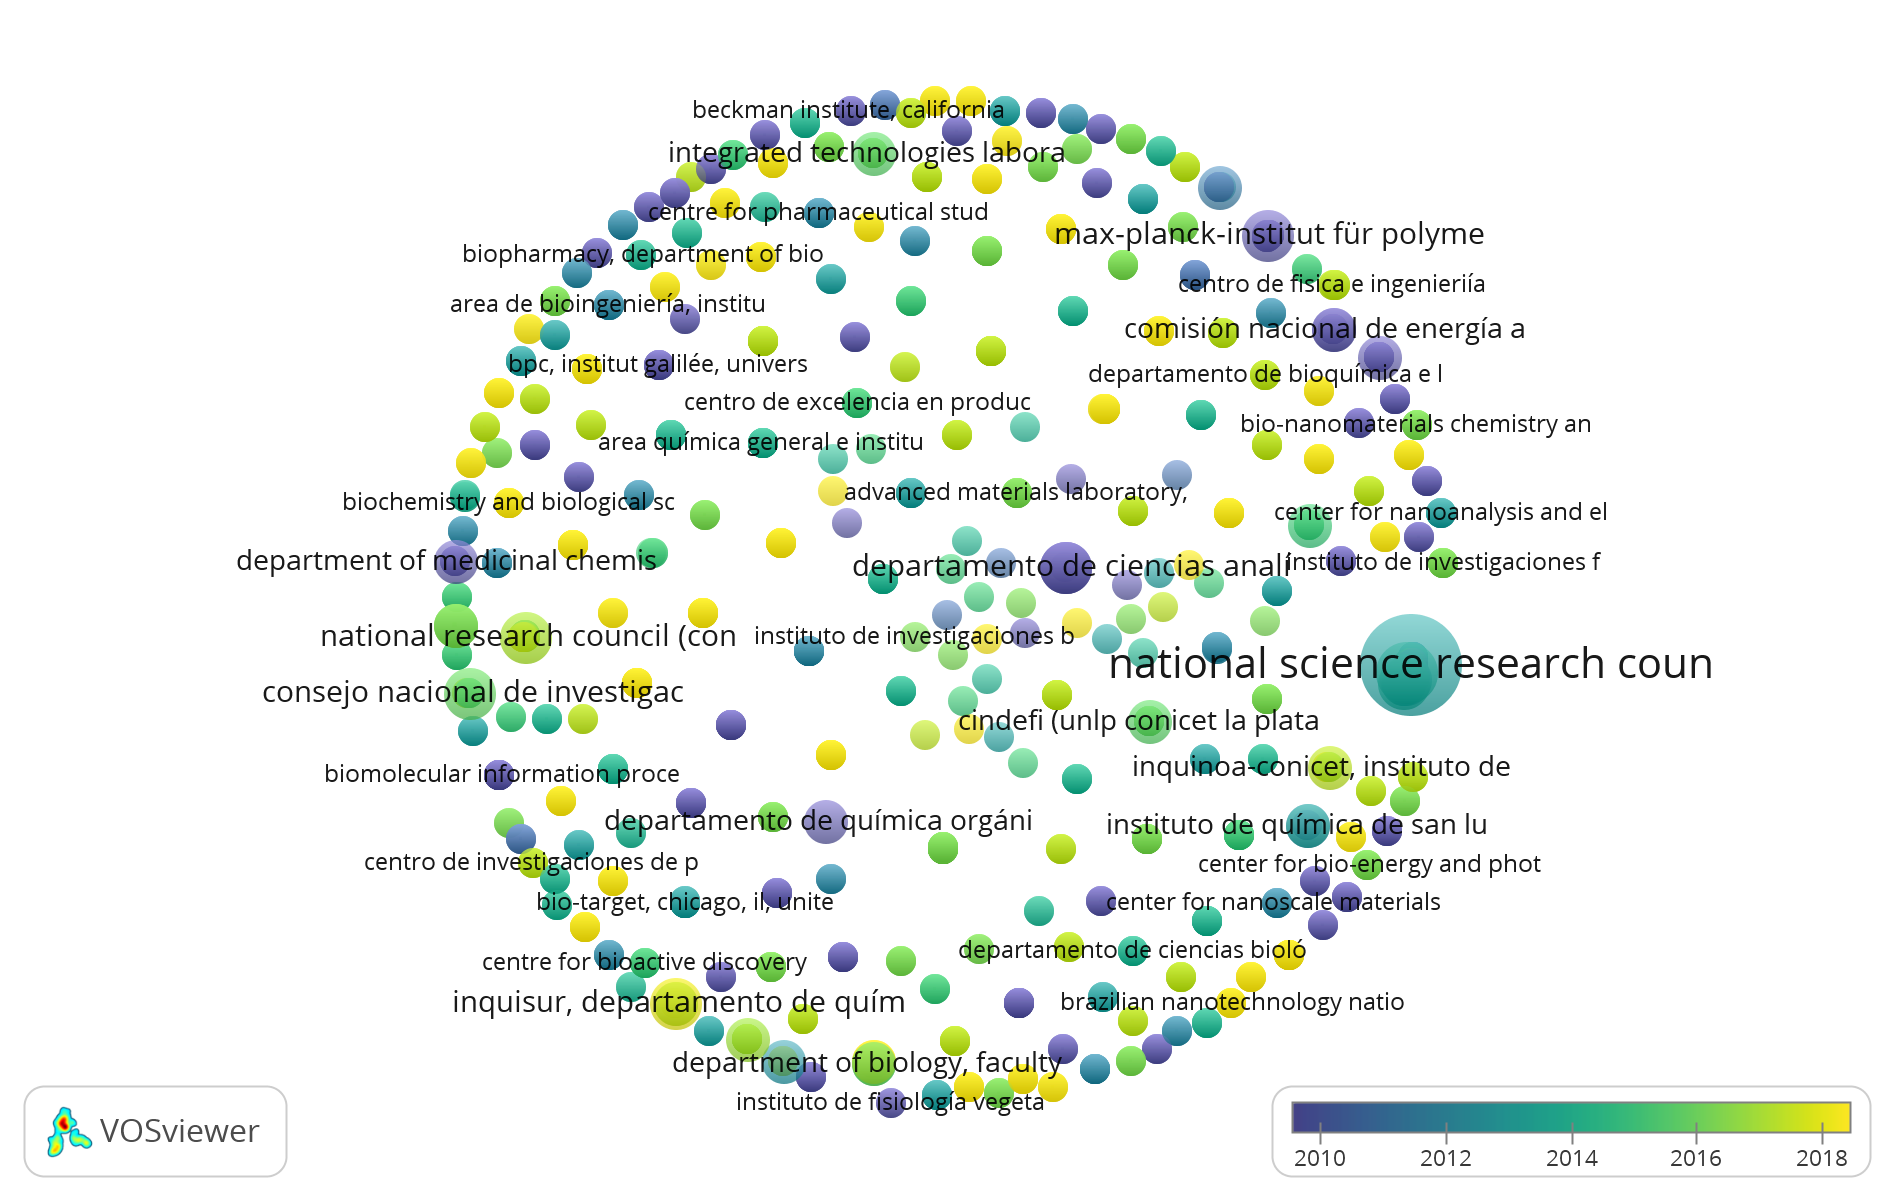 beckman institute, california
integrated technologies labora
centre for pharmaceutical stud
max-planck-institut für polyme
biopharmacy, department of bio
centro de fisica e ingenieriía
area de bioingeniería, institu
comisión nacional de energía a
bpc, institut galilée, univers
departamento de bioquímica e l
centro de excelencia en produc
bio-nanomaterials chemistry an
area química general e institu
advanced materials laboratory,
biochemistry and biological sc
center for nanoanalysis and el
department of medicinal chemis
departamento de ciencias analí
instituto de investigaciones f
national research council (con
instituto de investigaciones b
national science research coun
consejo nacional de investigac
cindefi (unlp conicet la plata
biomolecular information proce
inquinoa-conicet, instituto de
departamento de química orgáni
instituto de química de san lu
centro de investigaciones de p
center for bio-energy and phot
bio-target, chicago, il, unite
center for nanoscale materials
centre for bioactive discovery
departamento de ciencias bioló
inquisur, departamento de quím
brazilian nanotechnology natio
department of biology, faculty
instituto de fisiología vegeta
VOSviewer
2010 2012 2014 2016 2018